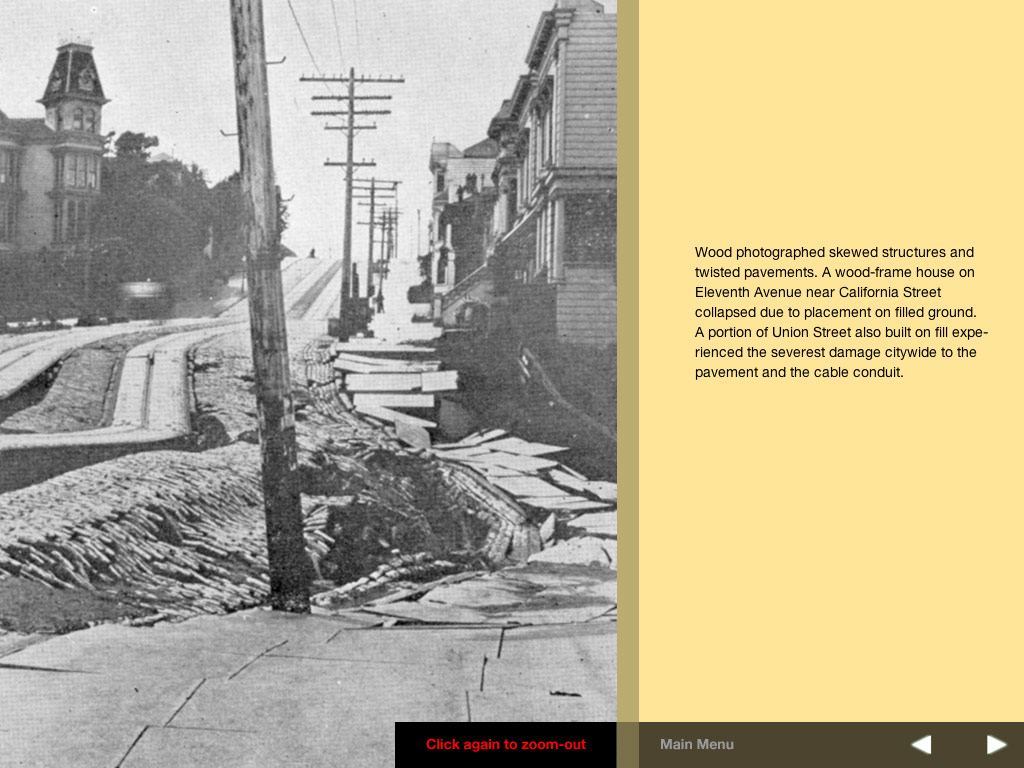 Wood photographed skewed structures and
twisted pavements. A wood-frame house on
Eleventh Avenue near California Street
collapsed due to placement on filled ground.
A portion of Union Street also built on fill expe-
rienced the severest damage citywide to the
pavement and the cable conduit.
Click again to zoom-out
Main Menu